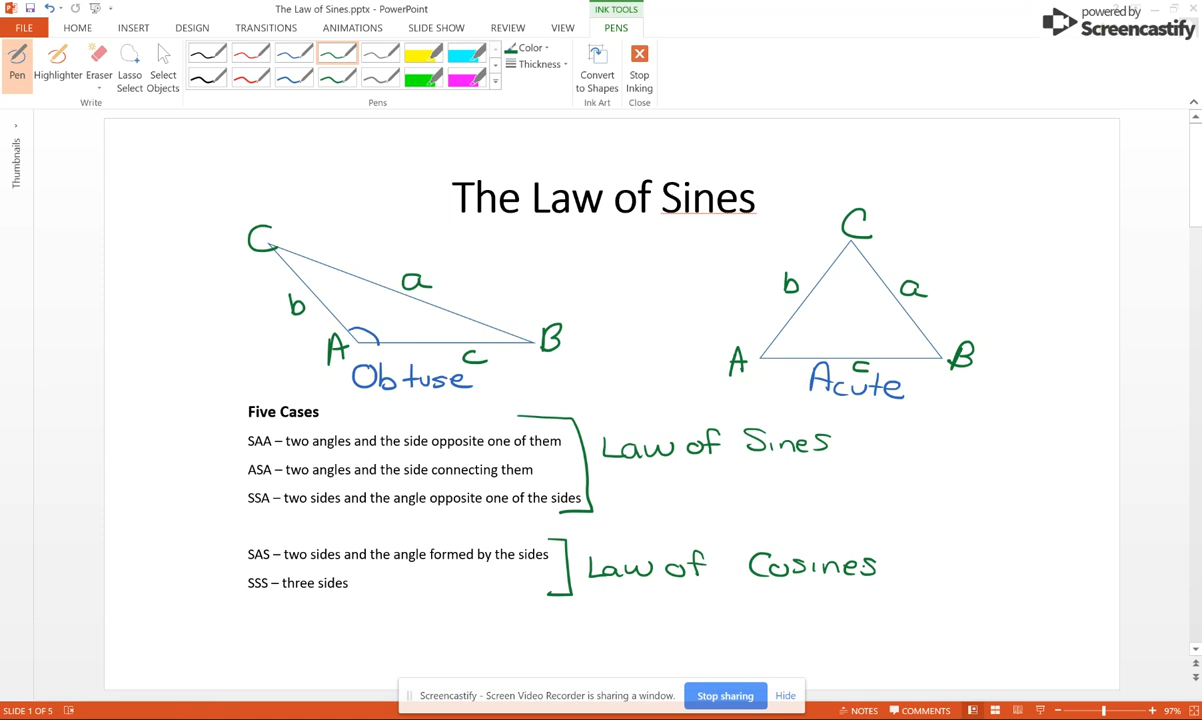 The Law of Sines.pptx - PowerPoint
INK TOOLS
powered by
Screencastify
FILE HOME INSERT DESIGN TRANSITIONS ANIMATIONS SLIDE SHOW REVIEW VIEW PENS
Pen Highlighter Eraser Lasso Select Select Objects
Color
Thickness
Convert to Shapes
Stop Inking
Write Pens Ink Art Close
Thumbnails
The Law of Sines
C
b
a
A
B
c
Obtuse
C
b
a
A
B
c
Acute
Five Cases
SAA – two angles and the side opposite one of them
ASA – two angles and the side connecting them
SSA – two sides and the angle opposite one of the sides
Law of Sines
SAS – two sides and the angle formed by the sides
SSS – three sides
Law of Cosines
Screencastify - Screen Video Recorder is sharing a window. Stop sharing Hide
SLIDE 1 OF 5 NOTES COMMENTS 97%